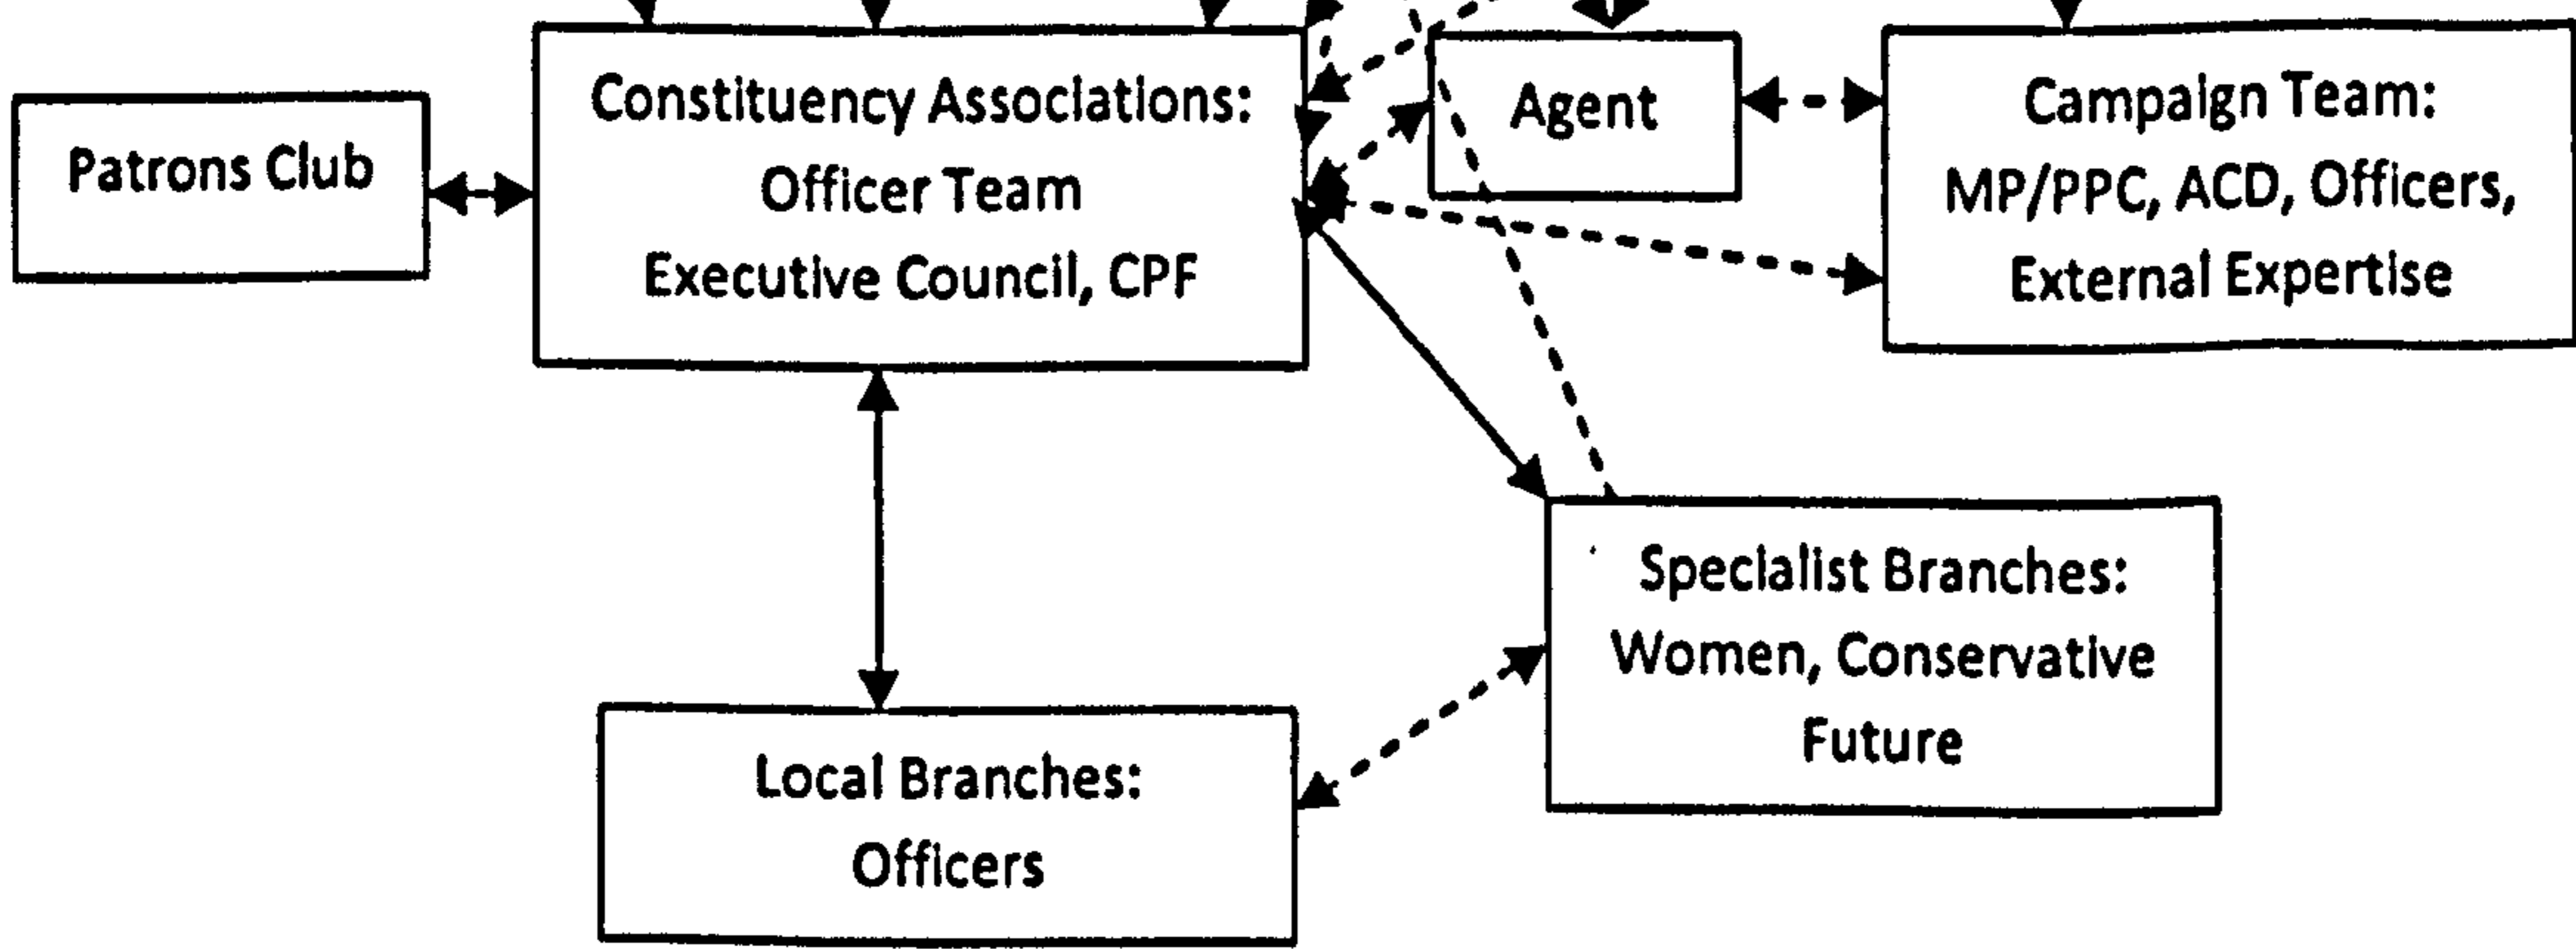 Patrons Club
Constituency Associations:
Officer Team
Executive Council, CPF
Agent
Campaign Team:
MP/PPC, ACD, Officers,
External Expertise
Specialist Branches:
Women, Conservative
Future
Local Branches:
Officers